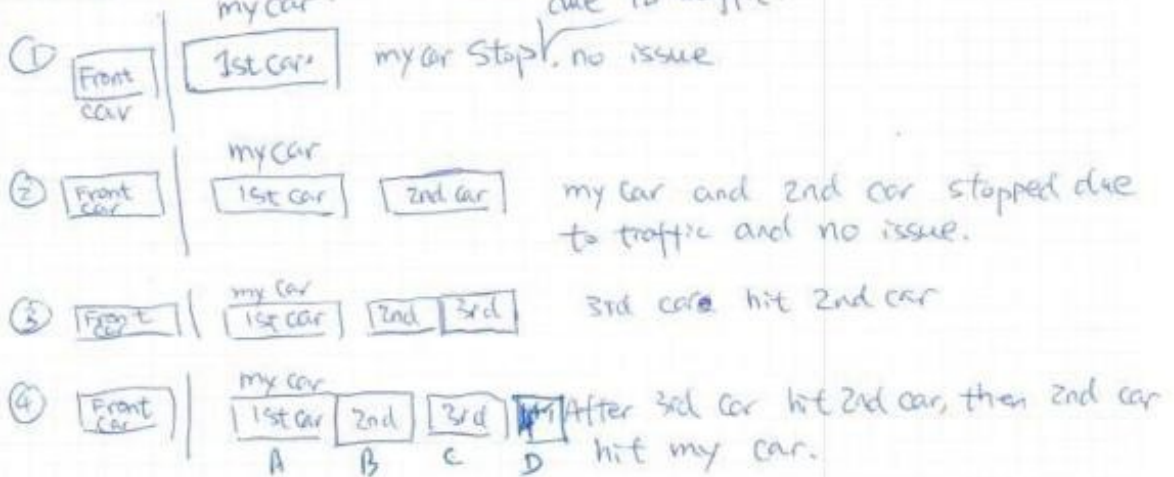 my car
due to
① Front car 1st car my car Stop. no issue
my car
② Front car 1st car 2nd car my car and 2nd car stopped due
to traffic and no issue.
my car
③ Front car 1st car 2nd 3rd 3rd car hit 2nd car
my car
④ Front car 1st car 2nd 3rd After 3rd car hit 2nd car, then 2nd car
A B C D hit my car.